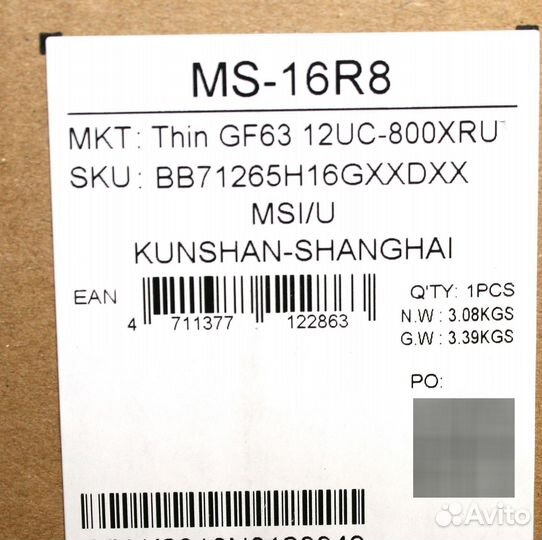 MS-16R8
MKT: Thin GF63 12UC-800XRU
SKU: BB71265H16GXXDXX
MSI/U
KUNSHAN-SHANGHAI
EAN
4 711377 122863
Q'TY: 1PCS
N.W : 3.08KGS
G.W : 3.39KGS
PO:
Avito